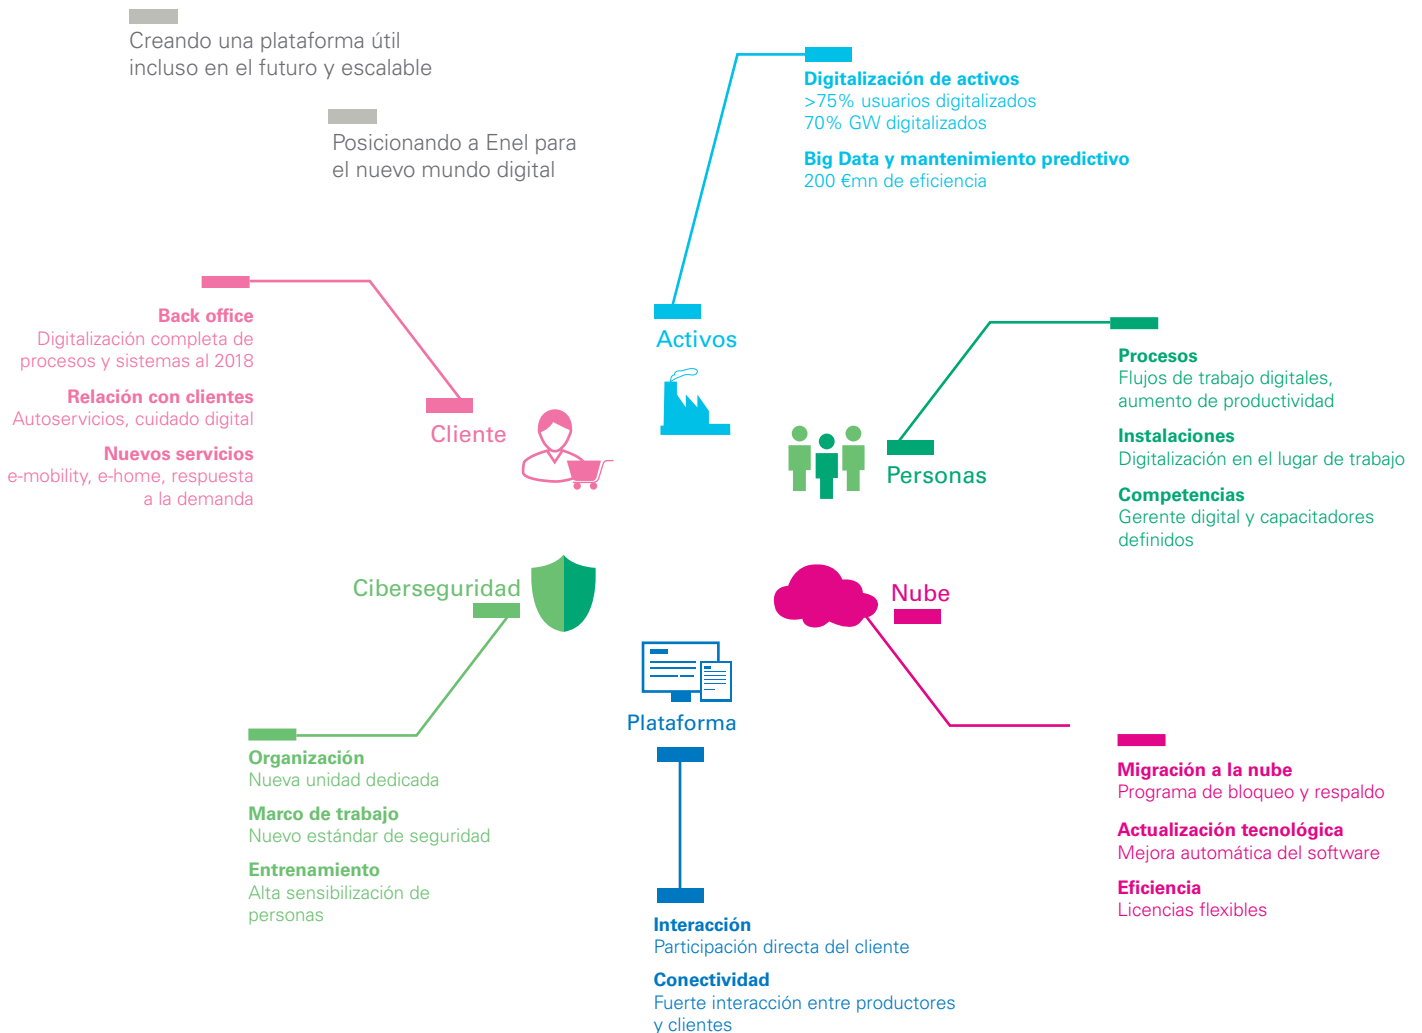 Creando una plataforma útil
incluso en el futuro y escalable
Posicionando a Enel para
el nuevo mundo digital
Digitalización de activos
>75% usuarios digitalizados
70% GW digitalizados
Big Data y mantenimiento predictivo
200 €mn de eficiencia
Activos
Back office
Digitalización completa de
procesos y sistemas al 2018
Relación con clientes
Autoservicios, cuidado digital
Nuevos servicios
e-mobility, e-home, respuesta
a la demanda
Cliente
Procesos
Flujos de trabajo digitales,
aumento de productividad
Instalaciones
Digitalización en el lugar de trabajo
Competencias
Gerente digital y capacitadores
definidos
Personas
Ciberseguridad
Organización
Nueva unidad dedicada
Marco de trabajo
Nuevo estándar de seguridad
Entrenamiento
Alta sensibilización de
personas
Plataforma
Interacción
Participación directa del cliente
Conectividad
Fuerte interacción entre productores
y clientes
Nube
Migración a la nube
Programa de bloqueo y respaldo
Actualización tecnológica
Mejora automática del software
Eficiencia
Licencias flexibles